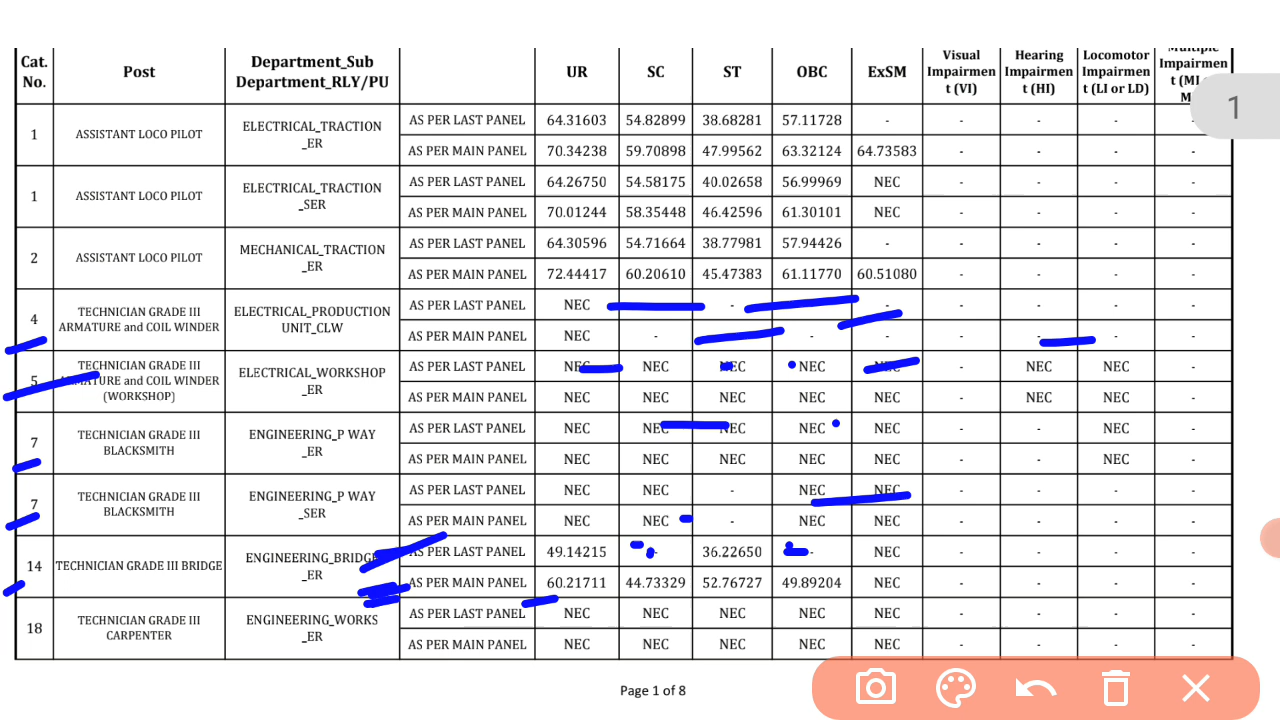 Cat. No. Post Department_Sub Department_RLY/PU UR SC ST OBC ExSM Visual Impairmen t (VI) Hearing Impairmen t (HI) Locomotor Impairmen t (LI or LD) Impairmen t (MI
1 ASSISTANT LOCO PILOT ELECTRICAL_TRACTION _ER AS PER LAST PANEL 64.31603 54.82899 38.68281 57.11728 - - - - -
AS PER MAIN PANEL 70.34238 59.70898 47.99562 63.32124 64.73583 - - - -
1 ASSISTANT LOCO PILOT ELECTRICAL_TRACTION _SER AS PER LAST PANEL 64.26750 54.58175 40.02658 56.99969 NEC - - - -
AS PER MAIN PANEL 70.01244 58.35448 46.42596 61.30101 NEC - - - -
2 ASSISTANT LOCO PILOT MECHANICAL_TRACTION _ER AS PER LAST PANEL 64.30596 54.71664 38.77981 57.94426 - - - - -
AS PER MAIN PANEL 72.44417 60.20610 45.47383 61.11770 60.51080 - - - -
4 TECHNICIAN GRADE III ARMATURE and COIL WINDER ELECTRICAL_PRODUCTION UNIT_CLW AS PER LAST PANEL NEC - - - - -
AS PER MAIN PANEL NEC - - - - -
5 TECHNICIAN GRADE III ARMATURE and COIL WINDER (WORKSHOP) ELECTRICAL_WORKSHOP _ER AS PER LAST PANEL NEC NEC NEC NEC NEC - NEC NEC -
AS PER MAIN PANEL NEC NEC NEC NEC NEC - NEC NEC -
7 TECHNICIAN GRADE III BLACKSMITH ENGINEERING_P WAY _ER AS PER LAST PANEL NEC NEC NEC NEC NEC - - NEC -
AS PER MAIN PANEL NEC NEC NEC NEC NEC - - NEC -
7 TECHNICIAN GRADE III BLACKSMITH ENGINEERING_P WAY _SER AS PER LAST PANEL NEC NEC - NEC NEC - - - -
AS PER MAIN PANEL NEC NEC - NEC NEC - - - -
14 TECHNICIAN GRADE III BRIDGE ENGINEERING_BRIDGE _ER AS PER LAST PANEL 49.14215 - 36.22650 - NEC - - - -
AS PER MAIN PANEL 60.21711 44.73329 52.76727 49.89204 NEC - - - -
18 TECHNICIAN GRADE III CARPENTER ENGINEERING_WORKS _ER AS PER LAST PANEL NEC NEC NEC NEC NEC - - - -
AS PER MAIN PANEL NEC NEC NEC NEC NEC - - - -
Page 1 of 8
1